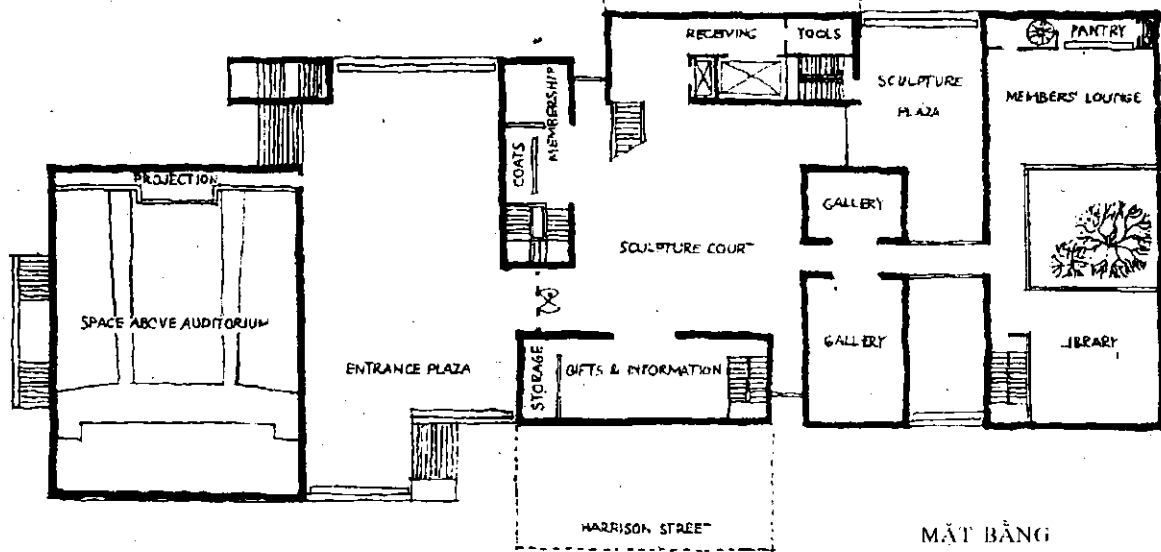 RECEIVING
TOOLS
PANTRY
SCULPTURE
PLAZA
MEMBERS' LOUNGE
MEMBERSHIP
COATS
PROJECTION
GALLERY
SCULPTURE COURT
SPACE ABOVE AUDITORIUM
ENTRANCE PLAZA
STORAGE
GIFTS & INFORMATION
GALLERY
LIBRARY
HARRISON STREET
MẶT BẰNG